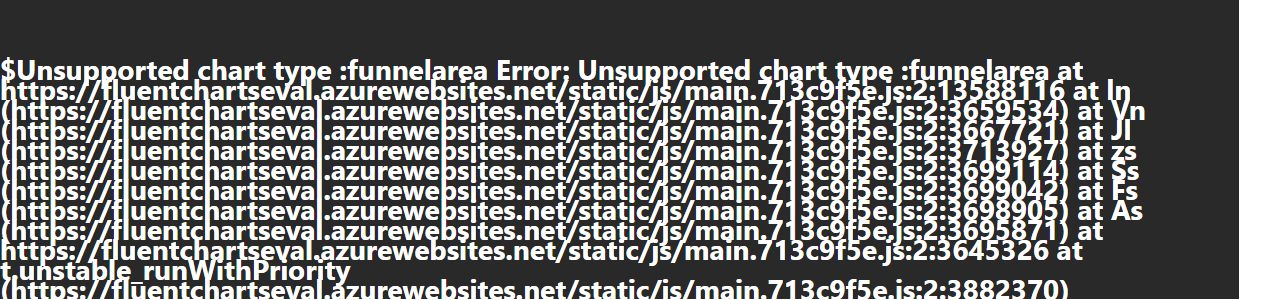 $Unsupported chart type :funnelarea Error: Unsupported chart type :funnelarea at
https://fluentchartseval.azurewebsites.net/static/js/main.713c9f5e.js:2:13588116 at ln
(https://fluentchartseval.azurewebsites.net/static/js/main.713c9f5e.js:2:3659534) at Vn
(https://fluentchartseval.azurewebsites.net/static/js/main.713c9f5e.js:2:3667721) at Jl
(https://fluentchartseval.azurewebsites.net/static/js/main.713c9f5e.js:2:3713927) at zs
(https://fluentchartseval.azurewebsites.net/static/js/main.713c9f5e.js:2:3699114) at Ss
(https://fluentchartseval.azurewebsites.net/static/js/main.713c9f5e.js:2:3699042) at Fs
(https://fluentchartseval.azurewebsites.net/static/js/main.713c9f5e.js:2:3698905) at As
(https://fluentchartseval.azurewebsites.net/static/js/main.713c9f5e.js:2:3695871) at
https://fluentchartseval.azurewebsites.net/static/js/main.713c9f5e.js:2:3645326 at
t.unstable_runWithPriority
(https://fluentchartseval.azurewebsites.net/static/js/main.713c9f5e.js:2:3882370)